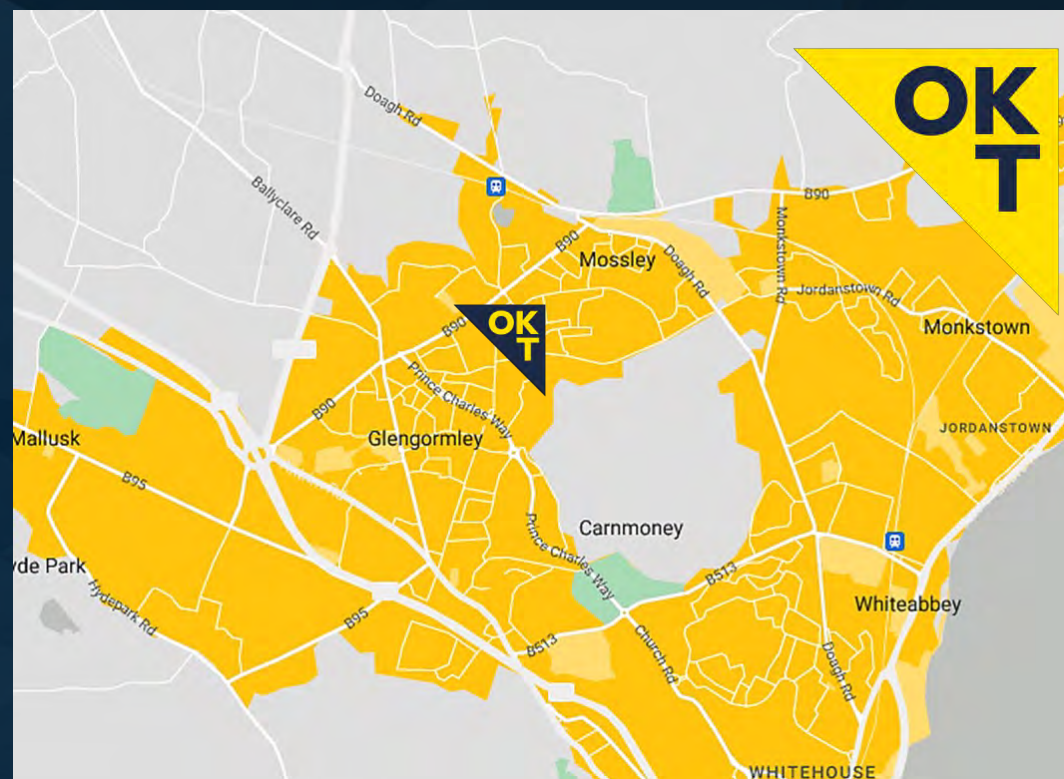 OK
T
Doagh Rd
Ballyclare Rd
B90
B90
Mossley
Doagh Rd
Monkstown Rd
Jordanstown Rd
Monkstown
B90
OK
T
Prince Charles Way
B90
Glengormley
JORDANSTOWN
Mallusk
B95
Carnmoney
Prince Charles Way
B513
yde Park
Hydepark Rd
B95
Whiteabbey
B513
Church Rd
Doagh Rd
WHITEHOUSE